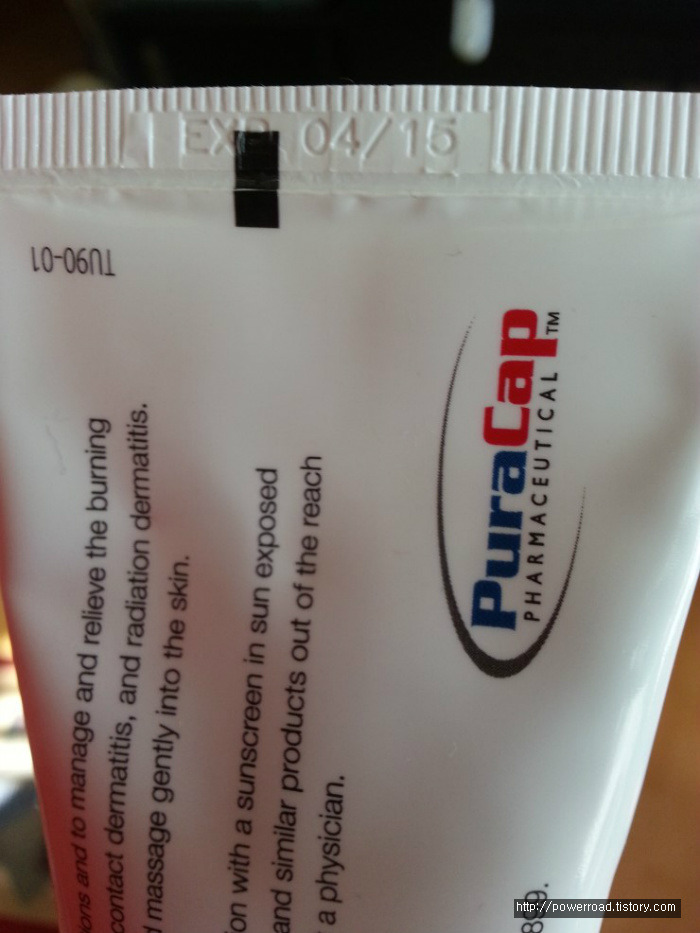 EXP. 04/15
TU90-01
ions and to manage and relieve the burning
contact dermatitis, and radiation dermatitis.
massage gently into the skin.
on with a sunscreen in sun exposed
and similar products out of the reach
a physician.
PuraCap™
PHARMACEUTICAL
http://powerroad.tistory.com